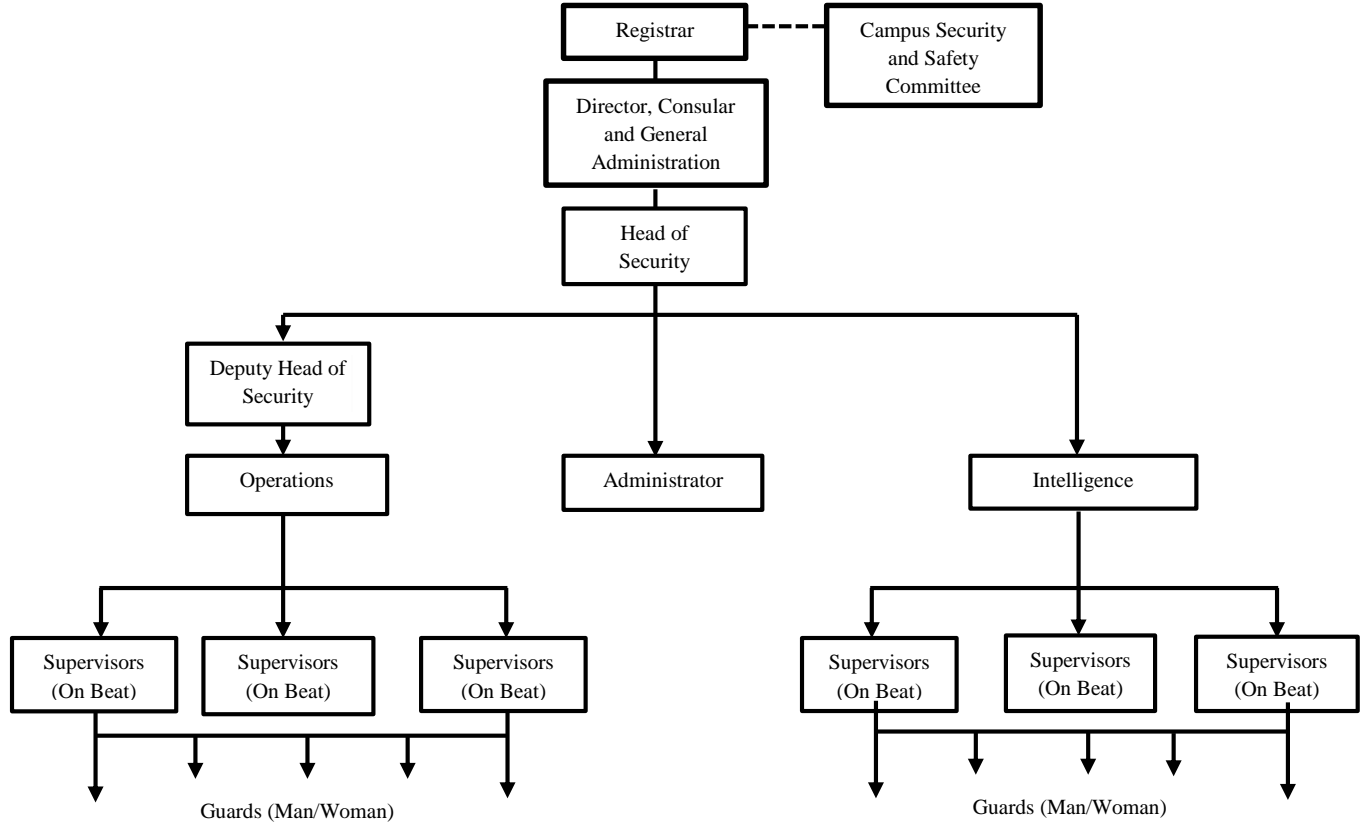 Registrar
Campus Security
and Safety
Committee
Director, Consular
and General
Administration
Head of
Security
Deputy Head of
Security
Operations
Administrator
Intelligence
Supervisors
(On Beat)
Supervisors
(On Beat)
Supervisors
(On Beat)
Supervisors
(On Beat)
Supervisors
(On Beat)
Supervisors
(On Beat)
Guards (Man/Woman)
Guards (Man/Woman)